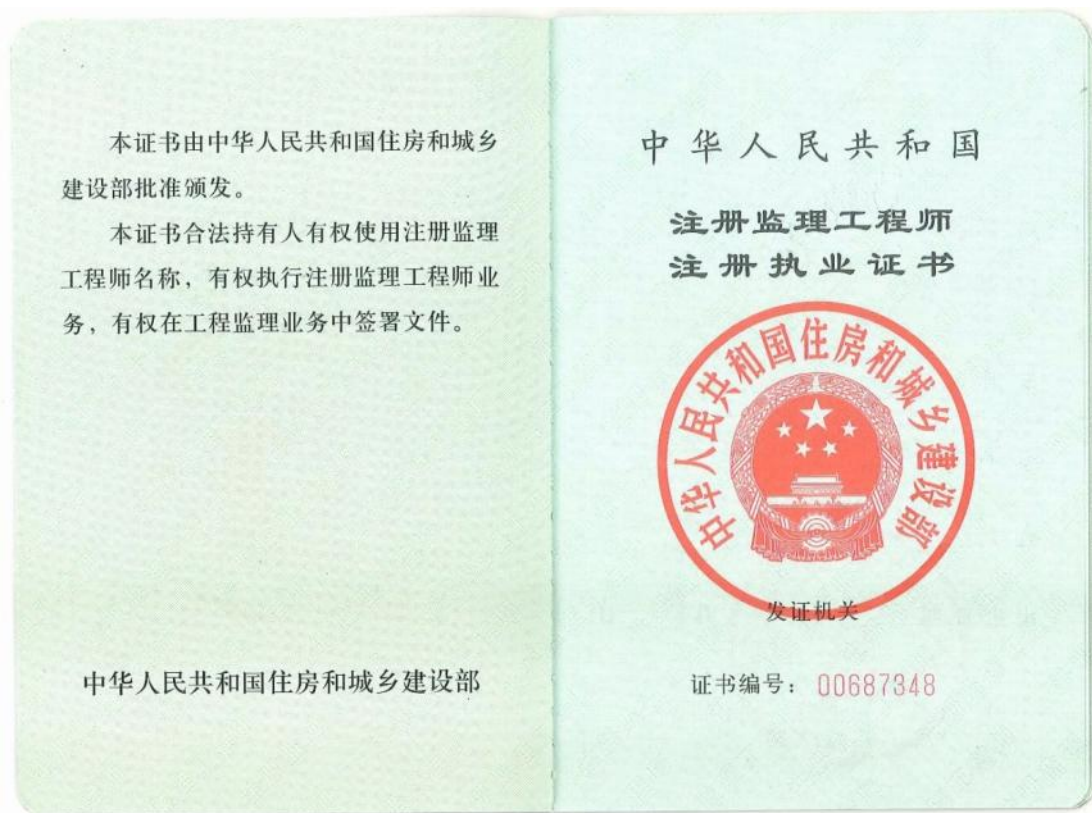 本证书由中华人民共和国住房和城乡
建设部批准颁发。
本证书合法持有人有权使用注册监理
工程师名称，有权执行注册监理工程师业
务，有权在工程监理业务中签署文件。
中华人民共和国住房和城乡建设部
中华人民共和国
注册监理工程师
注册执业证书
中华人民共和国住房和城乡建设部
发证机关
证书编号：00687348